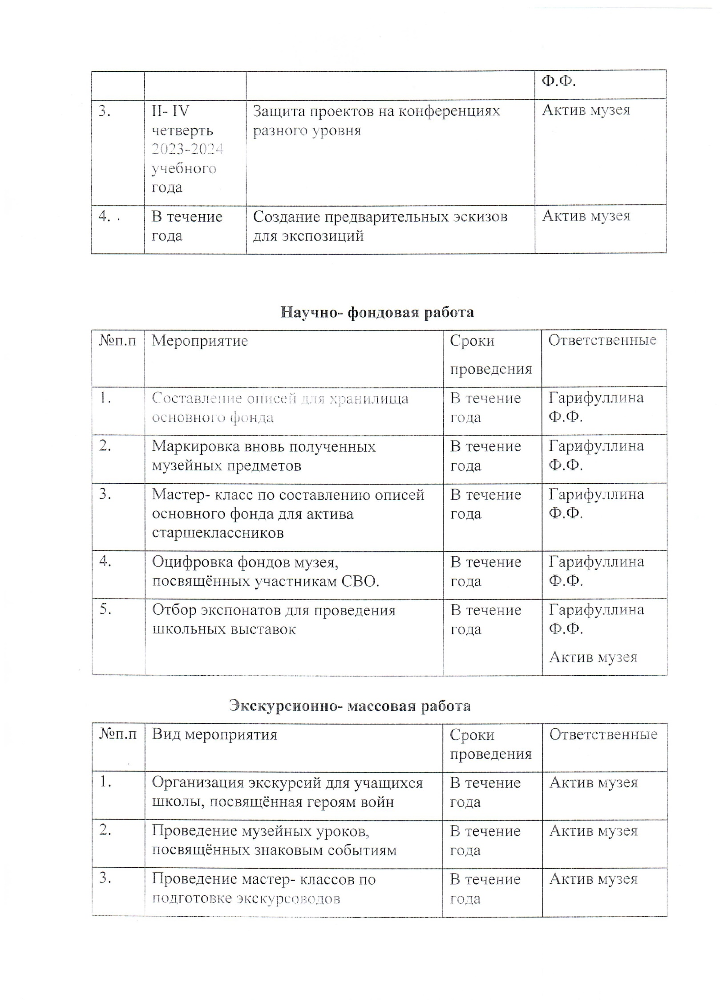 Ф.Ф.
3.
II- IV
четверть
2023-2024
учебного
года
Защита проектов на конференциях
разного уровня
Актив музея
4. .
В течение
года
Создание предварительных эскизов
для экспозиций
Актив музея
Научно- фондовая работа
№п.п
Мероприятие
Сроки
проведения
Ответственные
1.
Составление описей для хранилища
основного фонда
В течение
года
Гарифуллина
Ф.Ф.
2.
Маркировка вновь полученных
музейных предметов
В течение
года
Гарифуллина
Ф.Ф.
3.
Мастер- класс по составлению описей
основного фонда для актива
старшеклассников
В течение
года
Гарифуллина
Ф.Ф.
4.
Оцифровка фондов музея,
посвящённых участникам СВО.
В течение
года
Гарифуллина
Ф.Ф.
5.
Отбор экспонатов для проведения
школьных выставок
В течение
года
Гарифуллина
Ф.Ф.
Актив музея
Экскурсионно- массовая работа
№п.п
Вид мероприятия
Сроки
проведения
Ответственные
1.
Организация экскурсий для учащихся
школы, посвящённая героям войн
В течение
года
Актив музея
2.
Проведение музейных уроков,
посвящённых знаковым событиям
В течение
года
Актив музея
3.
Проведение мастер- классов по
подготовке экскурсоводов
В течение
года
Актив музея